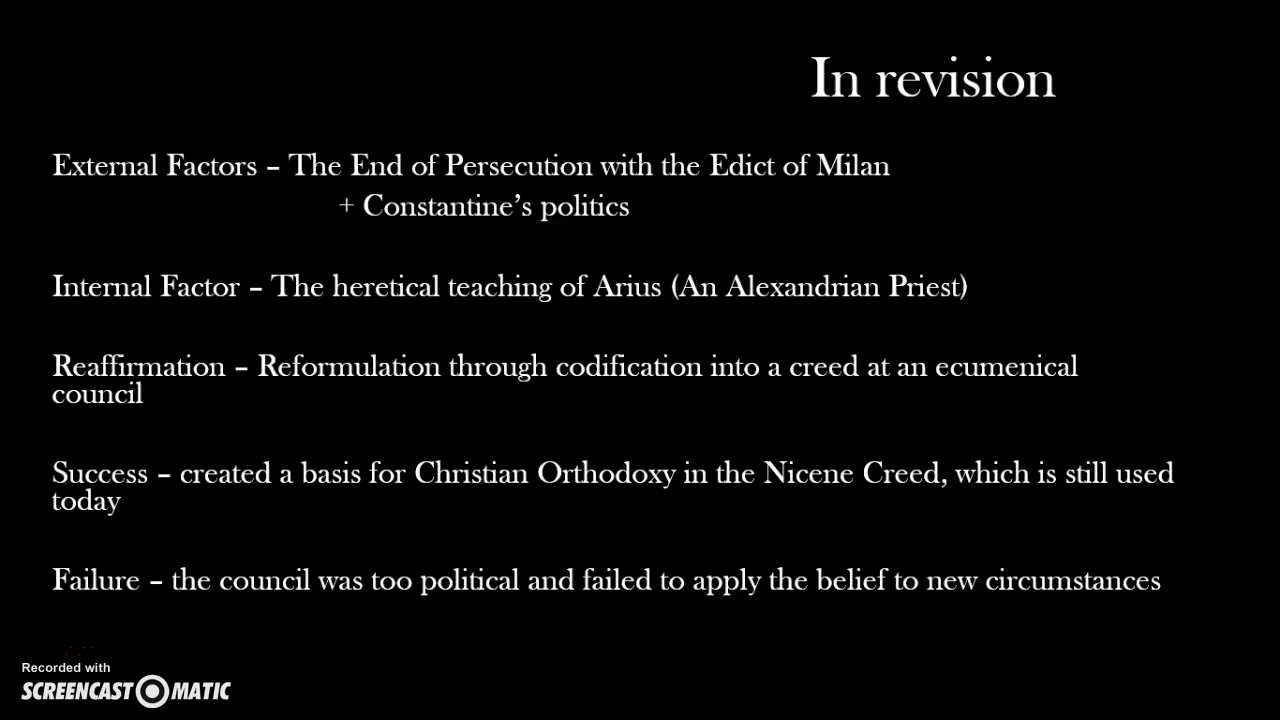 In revision
External Factors – The End of Persecution with the Edict of Milan
+ Constantine’s politics
Internal Factor – The heretical teaching of Arius (An Alexandrian Priest)
Reaffirmation – Reformulation through codification into a creed at an ecumenical
council
Success – created a basis for Christian Orthodoxy in the Nicene Creed, which is still used
today
Failure – the council was too political and failed to apply the belief to new circumstances
Recorded with
SCREENCAST MATIC